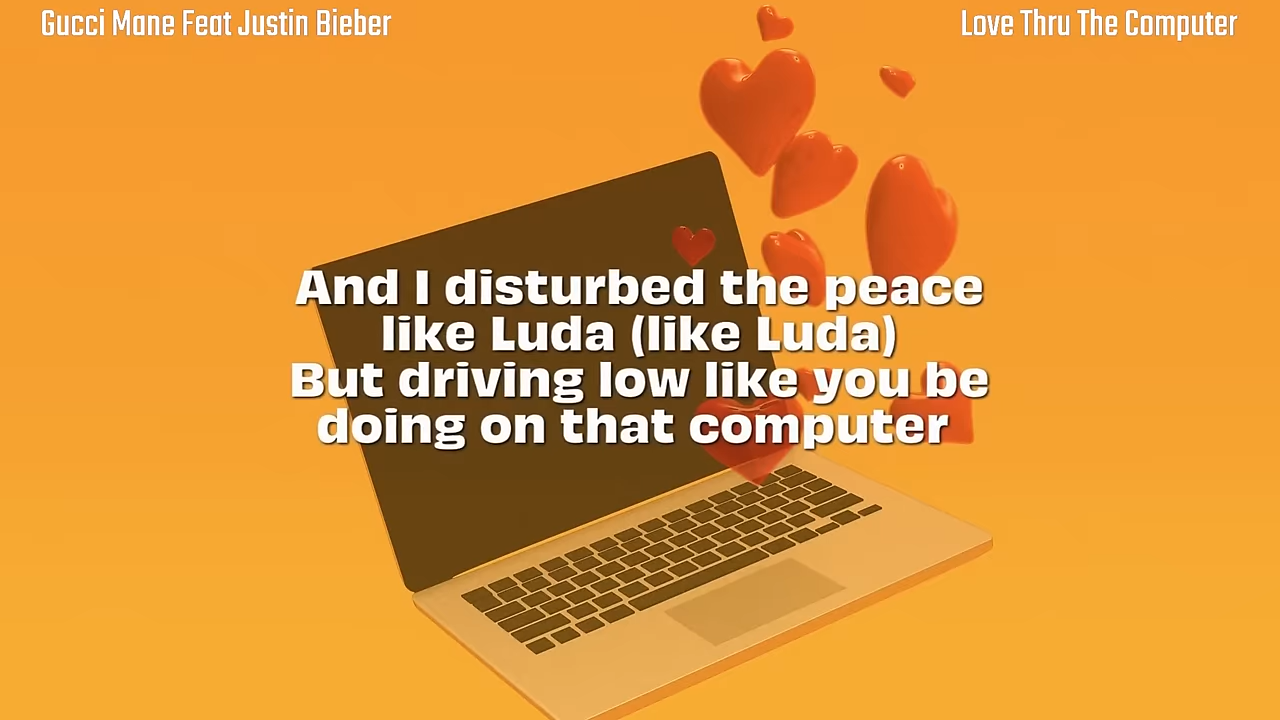 Gucci Mane Feat Justin Bieber
Love Thru The Computer
And I disturbed the peace
like Luda (like Luda)
But driving low like you be
doing on that computer